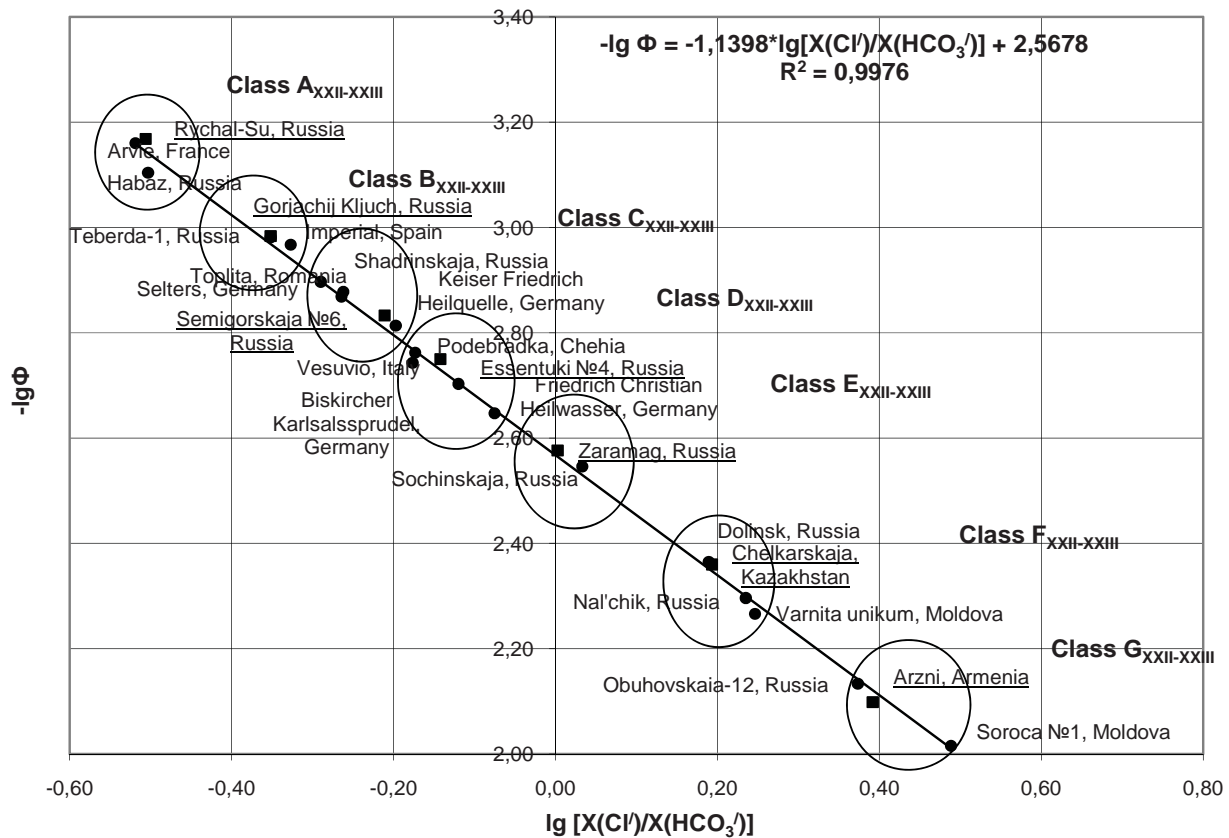 3,40
-lg Φ = -1,1398*lg[X(Cl/)/X(HCO3/)] + 2,5678
R2 = 0,9976
Class AXXII-XXIII
3,20
Rychal-Su, Russia
Arvie, France
Habaz, Russia
Class BXXII-XXIII
Gorjachij Kljuch, Russia
3,00
Class CXXII-XXIII
Teberda-1, Russia
Imperial, Spain
Shadrinskaja, Russia
Toplita, Romania
Keiser Friedrich
Heilquelle, Germany
Selters, Germany
2,80
Class DXXII-XXIII
Semigorskaja №6,
Russia
Podebradka, Chehia
Vesuvio, Italy
Essentuki №4, Russia
Friedrich Christian
Heilwasser, Germany
Class EXXII-XXIII
Biskircher
Karlsalssprudel,
Germany
2,60
Zaramag, Russia
Sochinskaja, Russia
2,40
Dolinsk, Russia
Class FXXII-XXIII
Chelkarskaja,
Kazakhstan
Nal'chik, Russia
Varnita unikum, Moldova
2,20
Class GXXII-XXIII
Obuhovskaia-12, Russia
Arzni, Armenia
Soroca №1, Moldova
2,00
-0,60 -0,40 -0,20 0,00 0,20 0,40 0,60 0,80
lg [X(Cl/)/X(HCO3/)]
-lgΦ